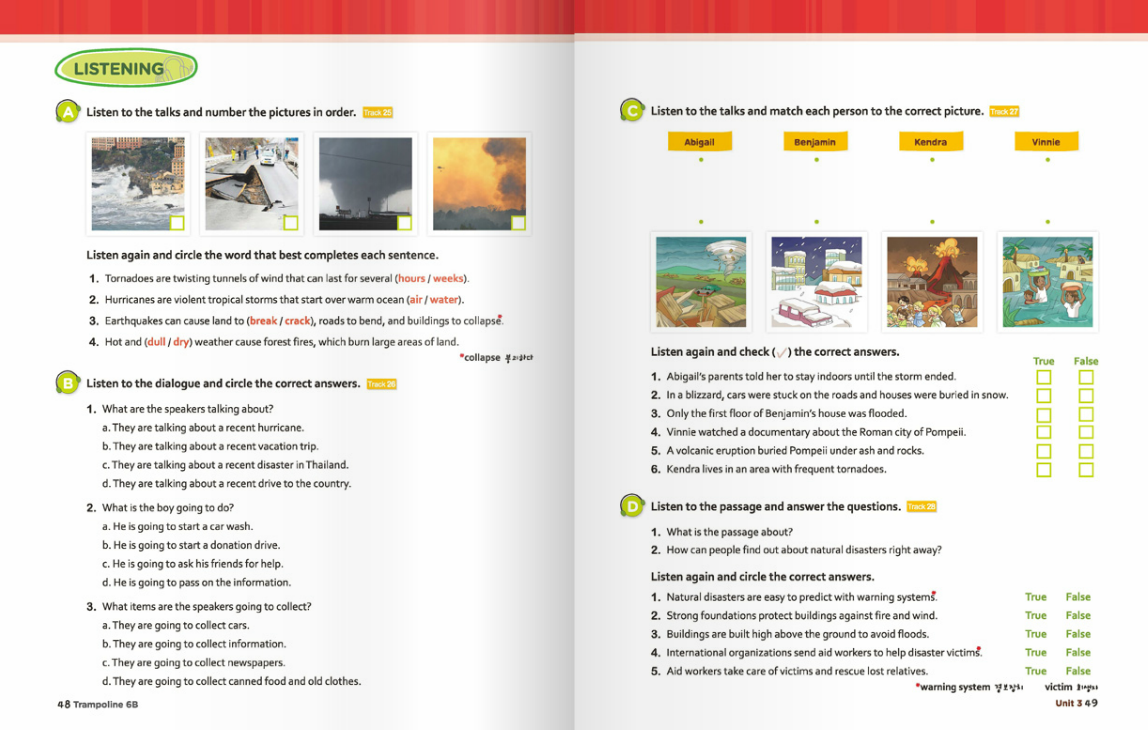 LISTENING
A Listen to the talks and number the pictures in order. Track 25
Listen again and circle the word that best completes each sentence.
1. Tornadoes are twisting tunnels of wind that can last for several (hours / weeks).
2. Hurricanes are violent tropical storms that start over warm ocean (air / water).
3. Earthquakes can cause land to (break / crack), roads to bend, and buildings to collapse.*
4. Hot and (dull / dry) weather cause forest fires, which burn large areas of land.
*collapse 붕괴하다
B Listen to the dialogue and circle the correct answers. Track 26
1. What are the speakers talking about?
a. They are talking about a recent hurricane.
b. They are talking about a recent vacation trip.
c. They are talking about a recent disaster in Thailand.
d. They are talking about a recent drive to the country.
2. What is the boy going to do?
a. He is going to start a car wash.
b. He is going to start a donation drive.
c. He is going to ask his friends for help.
d. He is going to pass on the information.
3. What items are the speakers going to collect?
a. They are going to collect cars.
b. They are going to collect information.
c. They are going to collect newspapers.
d. They are going to collect canned food and old clothes.
48 Trampoline 6B
C Listen to the talks and match each person to the correct picture. Track 27
Abigail Benjamin Kendra Vinnie
Listen again and check (✓) the correct answers.
True False
1. Abigail's parents told her to stay indoors until the storm ended.
2. In a blizzard, cars were stuck on the roads and houses were buried in snow.
3. Only the first floor of Benjamin's house was flooded.
4. Vinnie watched a documentary about the Roman city of Pompeii.
5. A volcanic eruption buried Pompeii under ash and rocks.
6. Kendra lives in an area with frequent tornadoes.
D Listen to the passage and answer the questions. Track 28
1. What is the passage about?
2. How can people find out about natural disasters right away?
Listen again and circle the correct answers.
1. Natural disasters are easy to predict with warning systems.* True False
2. Strong foundations protect buildings against fire and wind. True False
3. Buildings are built high above the ground to avoid floods. True False
4. International organizations send aid workers to help disaster victims.* True False
5. Aid workers take care of victims and rescue lost relatives. True False
*warning system victim
Unit 3 49